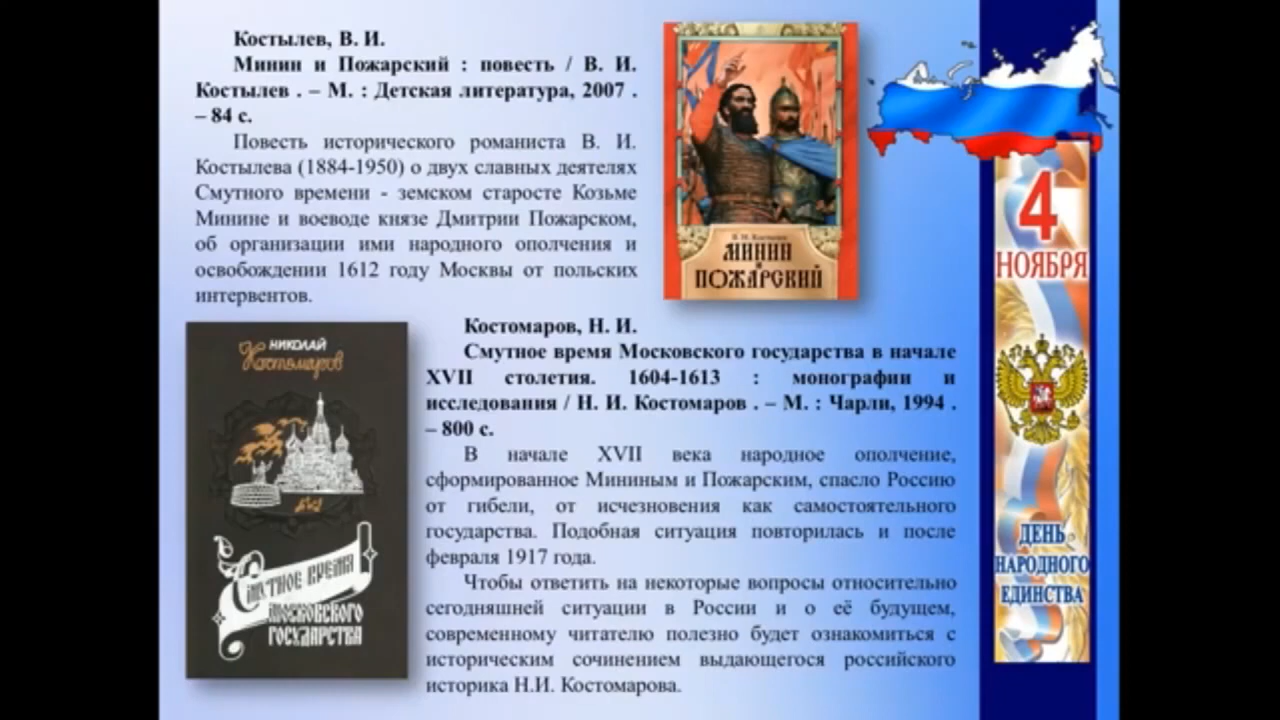 Костылев, В. И.
Минин и Пожарский : повесть / В. И.
Костылев . – М. : Детская литература, 2007 .
– 84 с.
Повесть исторического романиста В. И.
Костылева (1884-1950) о двух славных деятелях
Смутного времени - земском старосте Козьме
Минине и воеводе князе Дмитрии Пожарском,
об организации ими народного ополчения и
освобождении 1612 году Москвы от польских
интервентов.
В. И. Костылев
МИНИН
И
ПОЖАРСКИЙ
НИКОЛАЙ
Костомаров
Смутное время
московского
государства
Костомаров, Н. И.
Смутное время Московского государства в начале
XVII столетия. 1604-1613 : монографии и
исследования / Н. И. Костомаров . – М. : Чарли, 1994 .
– 800 с.
В начале XVII века народное ополчение,
сформированное Мининым и Пожарским, спасло Россию
от гибели, от исчезновения как самостоятельного
государства. Подобная ситуация повторилась и после
февраля 1917 года.
Чтобы ответить на некоторые вопросы относительно
сегодняшней ситуации в России и о её будущем,
современному читателю полезно будет ознакомиться с
историческим сочинением выдающегося российского
историка Н.И. Костомарова.
4
НОЯБРЯ
ДЕНЬ
НАРОДНОГО
ЕДИНСТВА